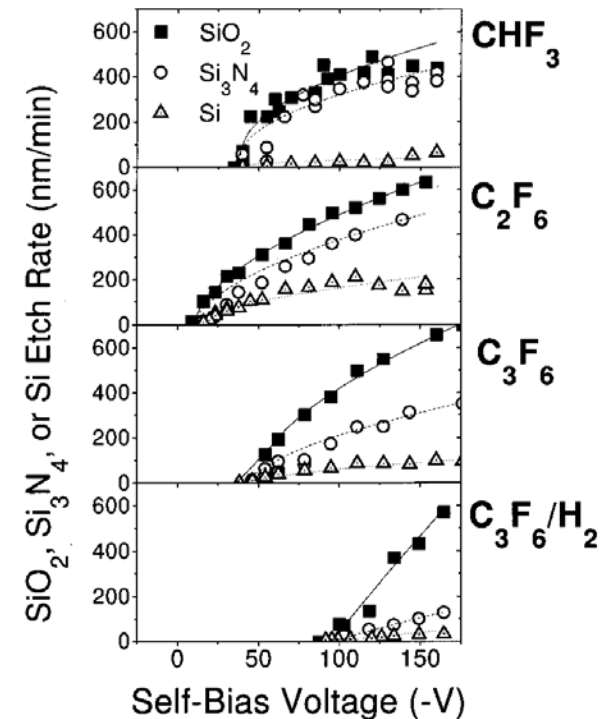 SiO₂
Si₃N₄
Si
CHF₃
600
400
200
0
C₂F₆
600
400
200
0
C₃F₆
600
400
200
0
C₃F₆/H₂
600
400
200
0
0 50 100 150
SiO₂, Si₃N₄, or Si Etch Rate (nm/min)
Self-Bias Voltage (-V)